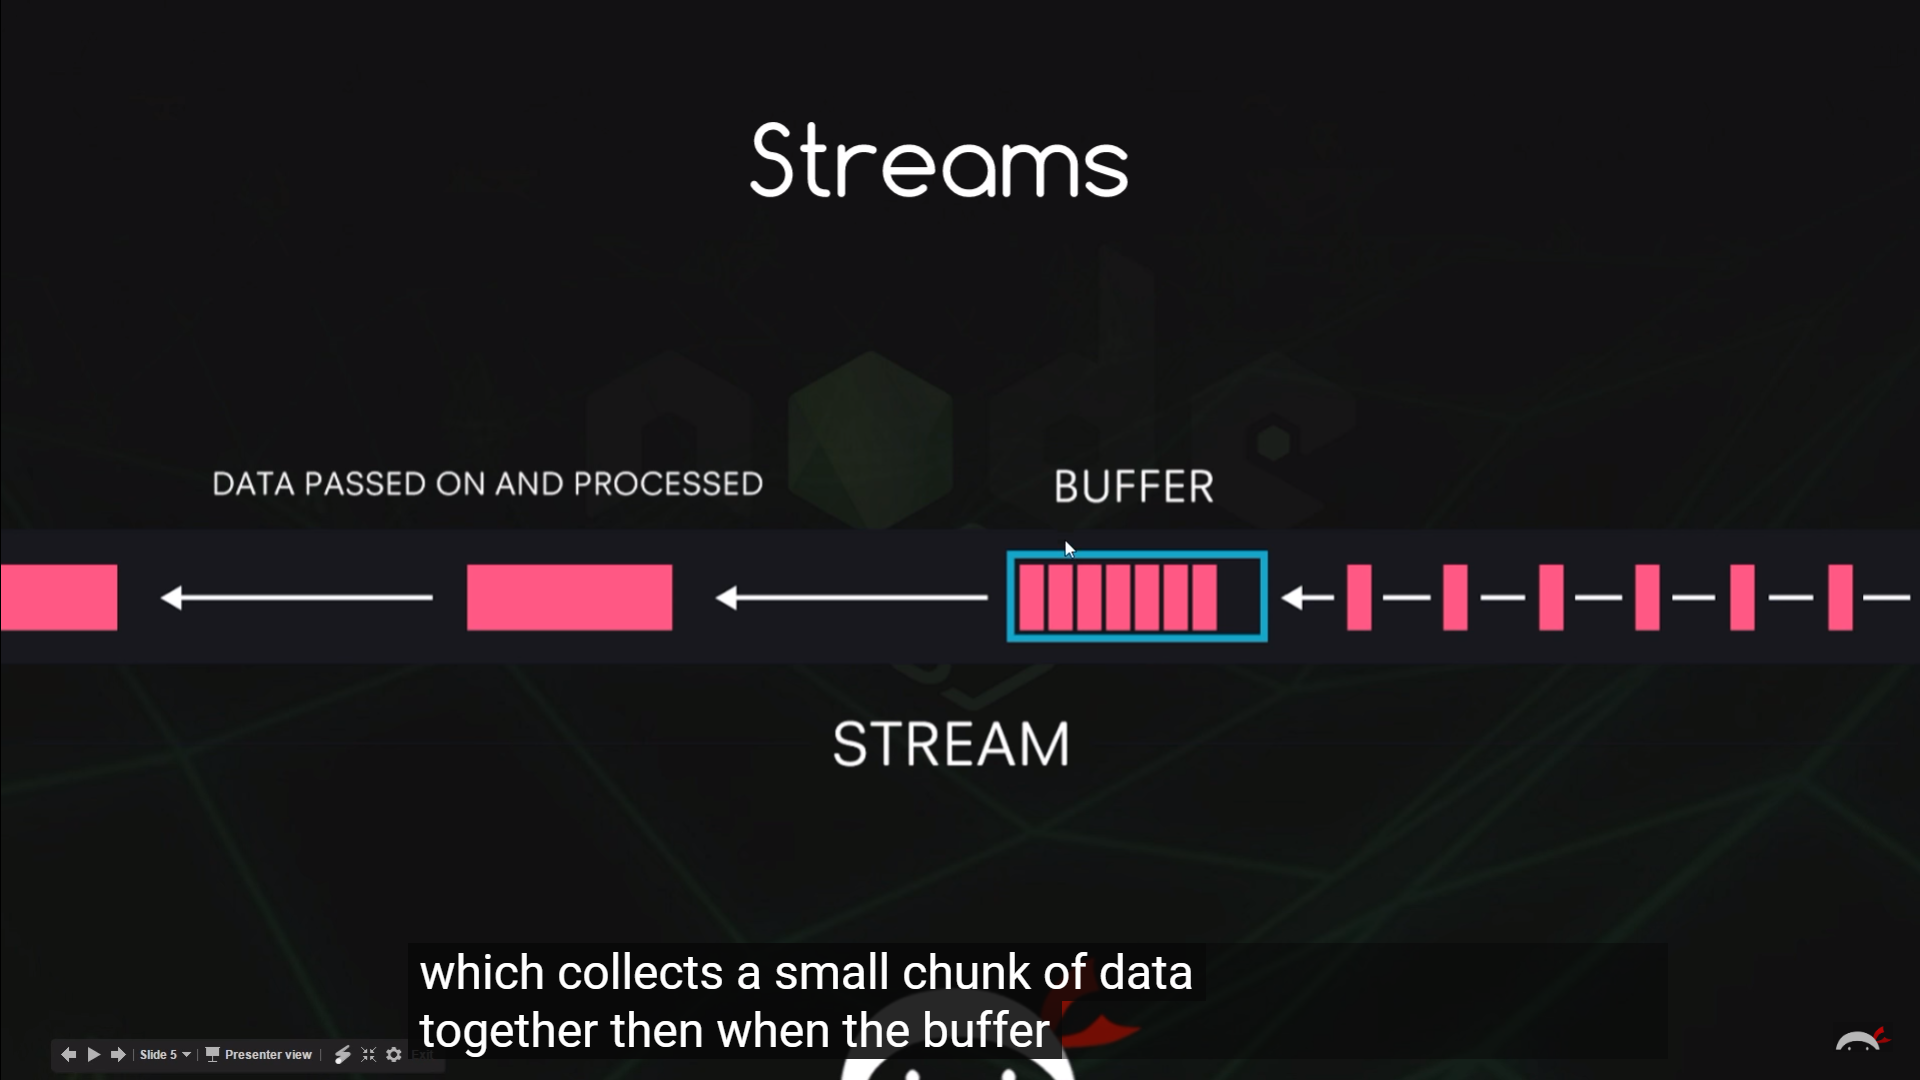 Streams
DATA PASSED ON AND PROCESSED
BUFFER
STREAM
which collects a small chunk of data
together then when the buffer
Slide 5
Presenter view
Exit